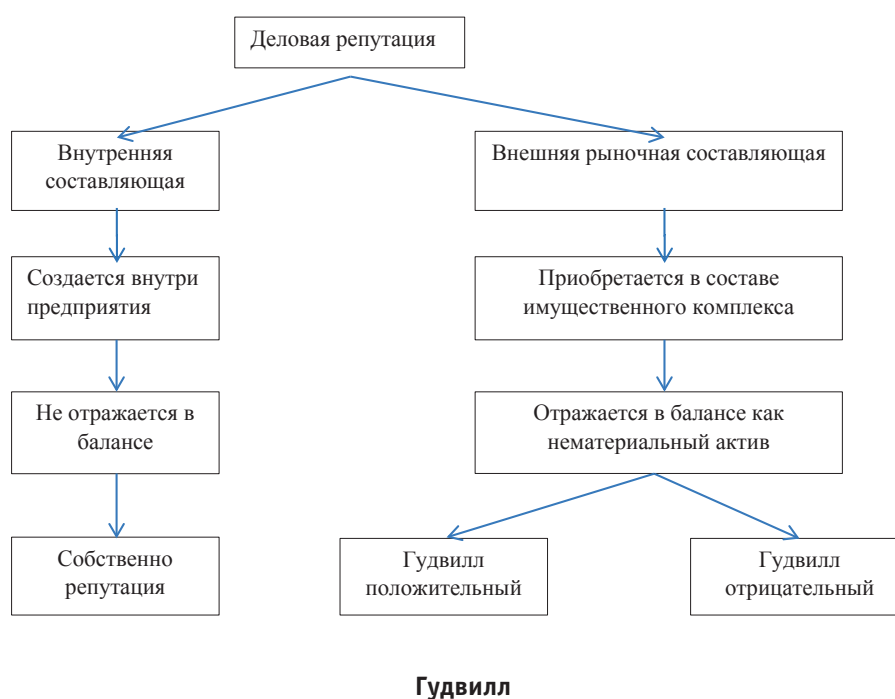 Деловая репутация
Внутренняя
составляющая
Внешняя рыночная составляющая
Создается внутри
предприятия
Приобретается в составе
имущественного комплекса
Не отражается в
балансе
Отражается в балансе как
нематериальный актив
Собственно
репутация
Гудвилл
положительный
Гудвилл
отрицательный
Гудвилл